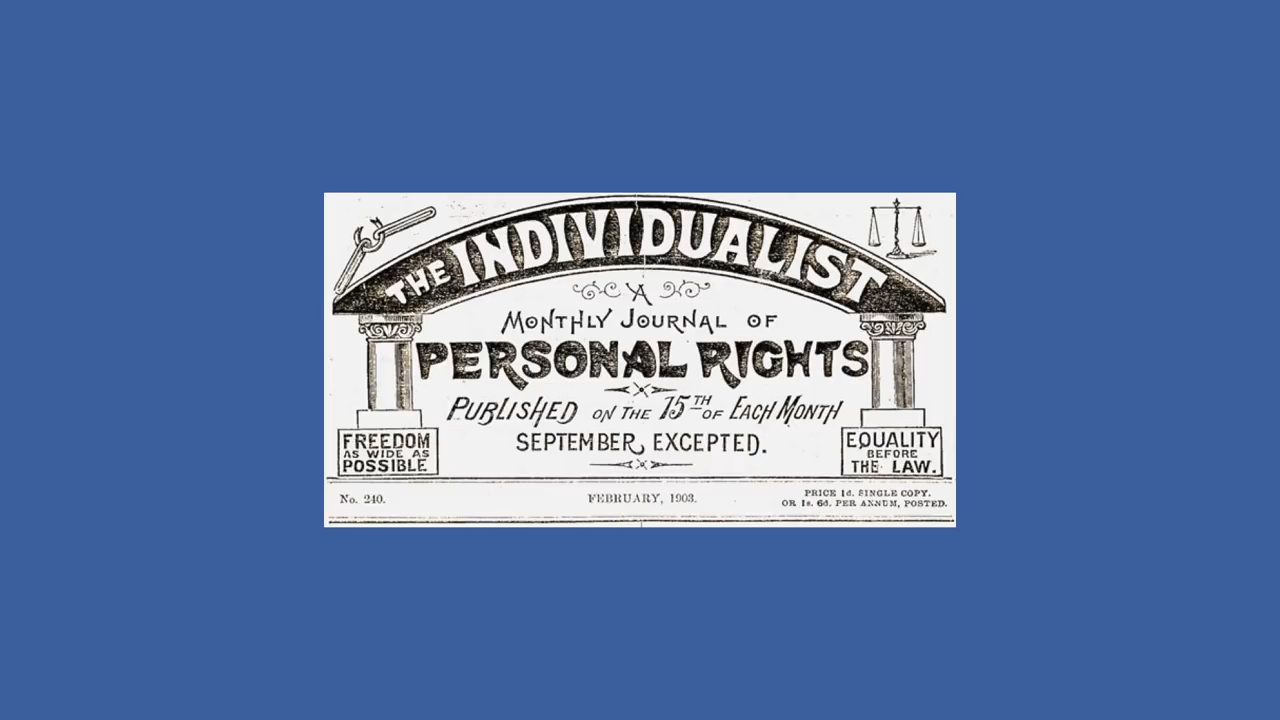 THE INDIVIDUALIST
A
MONTHLY JOURNAL OF
PERSONAL RIGHTS
PUBLISHED ON THE 15TH OF EACH MONTH
SEPTEMBER, EXCEPTED.
FREEDOM
AS WIDE AS
POSSIBLE
EQUALITY
BEFORE
THE LAW.
No. 240.
FEBRUARY, 1903.
PRICE 1d. SINGLE COPY.
OR 1s. 6d. PER ANNUM, POSTED.